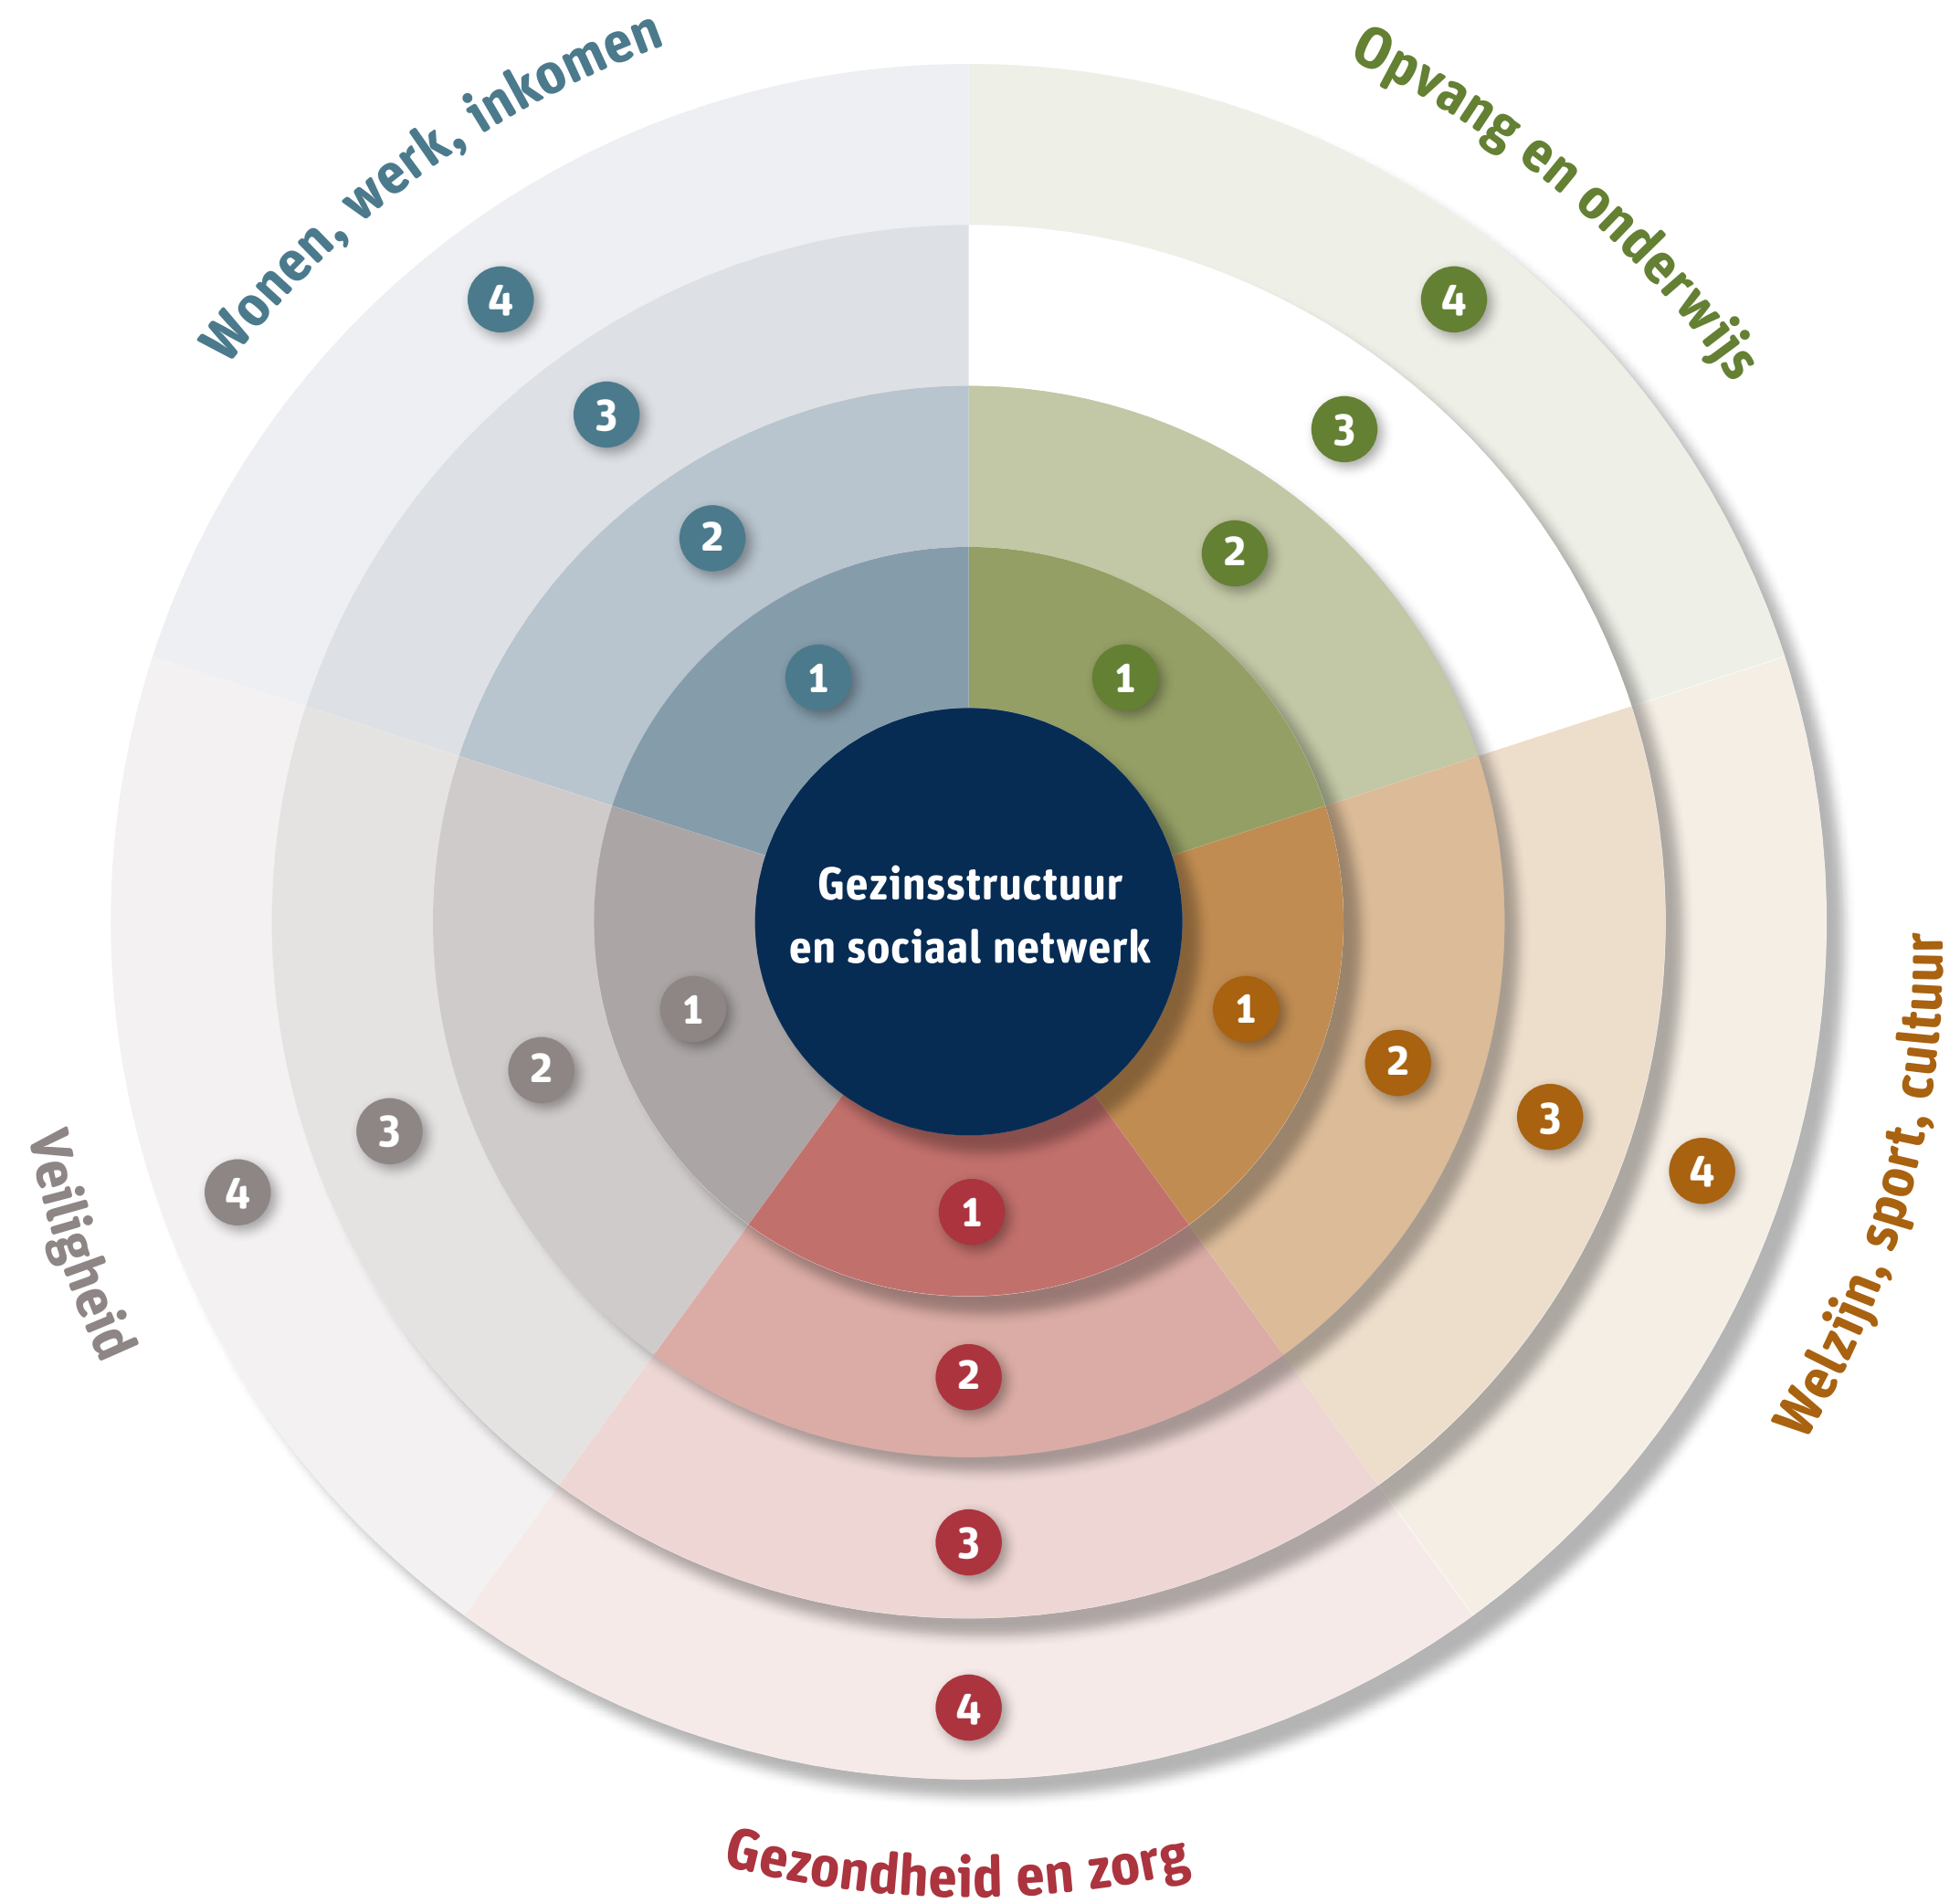 Wonen, werk, inkomen
Opvang en onderwijs
4
4
3
3
2
2
1
1
Gezinsstructuur
en sociaal netwerk
1
1
2
2
3
3
4
4
1
2
3
4
Veiligheid
Welzijn, sport, cultuur
Gezondheid en zorg